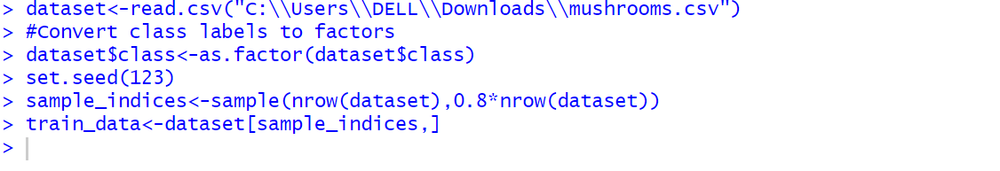 > dataset<-read.csv("C:\\Users\\DELL\\Downloads\\mushrooms.csv")
> #Convert class labels to factors
> dataset$class<-as.factor(dataset$class)
> set.seed(123)
> sample_indices<-sample(nrow(dataset),0.8*nrow(dataset))
> train_data<-dataset[sample_indices,]
>